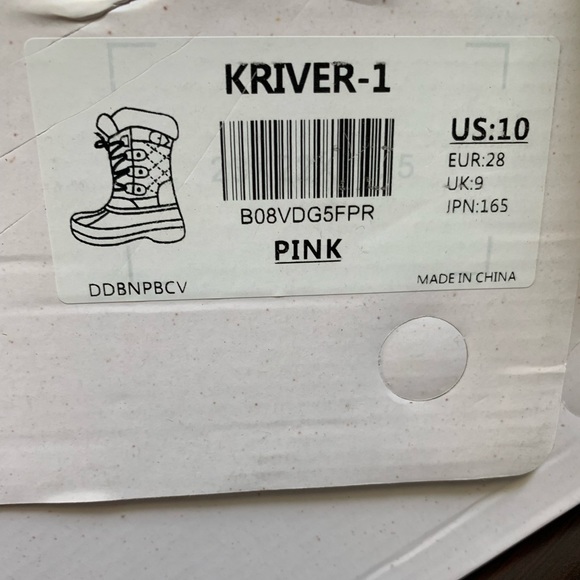 KRIVER-1
US:10
EUR:28
UK:9
JPN:165
B08VDG5FPR
PINK
DDBNPBCV
MADE IN CHINA